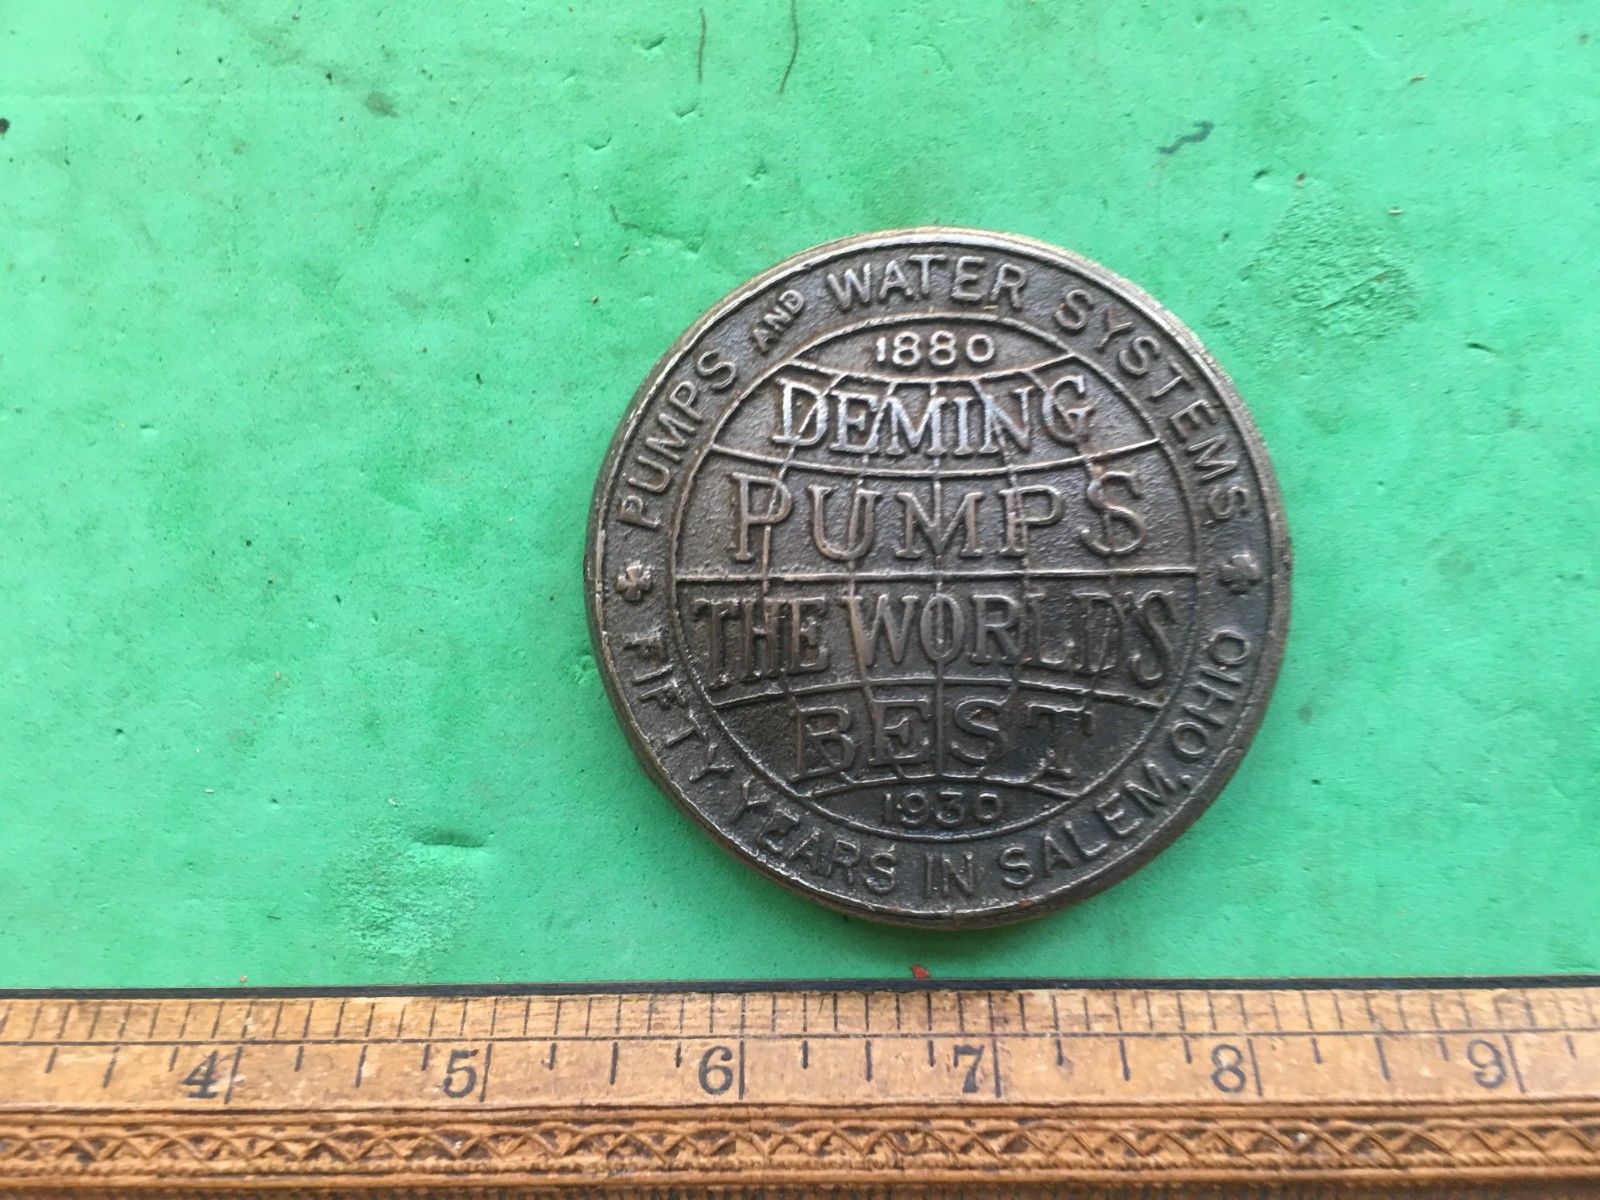 PUMPS AND WATER SYSTEMS
1880
DEMING
PUMPS
THE WORLD'S
BEST
1930
FIFTY YEARS IN SALEM, OHIO
4 5 6 7 8 9